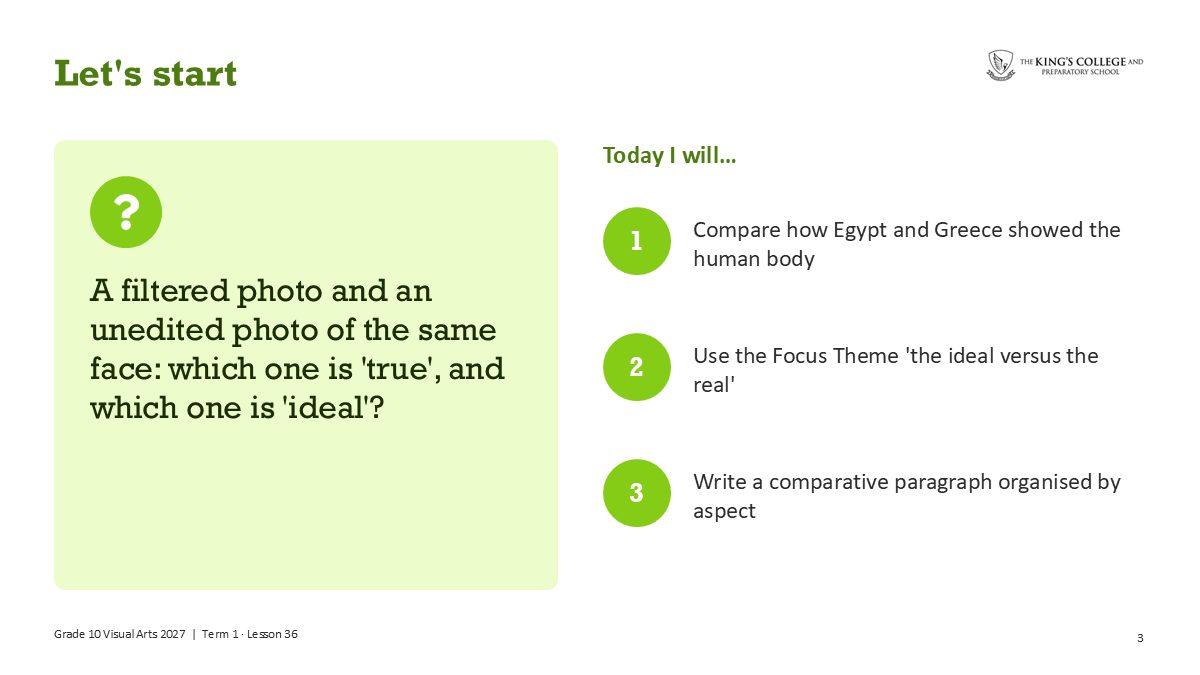 Let's start
THE KING'S COLLEGE AND
PREPARATORY SCHOOL
?
A filtered photo and an
unedited photo of the same
face: which one is 'true', and
which one is 'ideal'?
Today I will...
1
Compare how Egypt and Greece showed the
human body
2
Use the Focus Theme 'the ideal versus the
real'
3
Write a comparative paragraph organised by
aspect
Grade 10 Visual Arts 2027 | Term 1 · Lesson 36
3